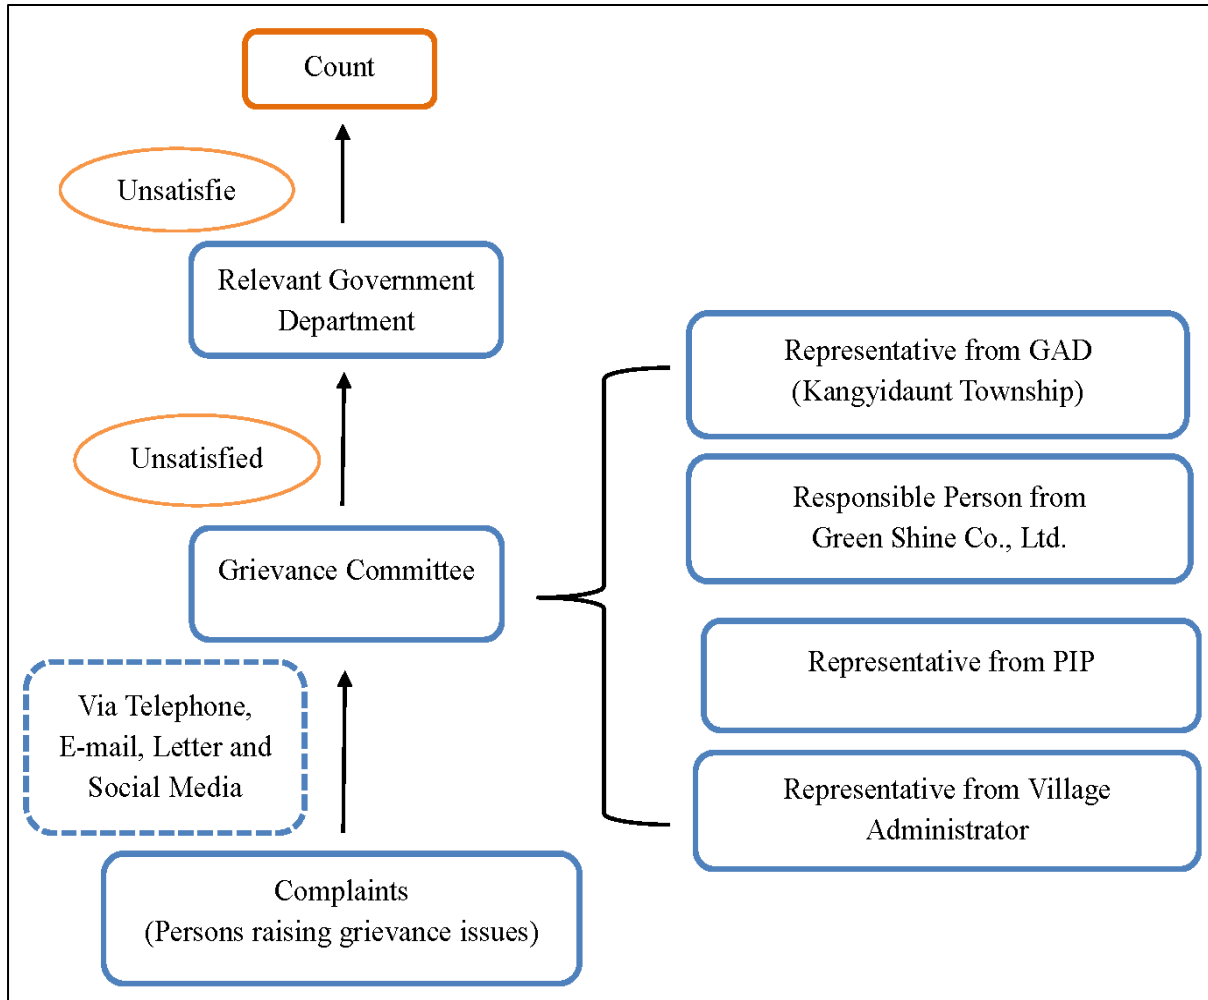 Count
Unsatisfie
Relevant Government
Department
Unsatisfied
Grievance Committee
Via Telephone,
E-mail, Letter and
Social Media
Complaints
(Persons raising grievance issues)
Representative from GAD
(Kangyidaunt Township)
Responsible Person from
Green Shine Co., Ltd.
Representative from PIP
Representative from Village
Administrator